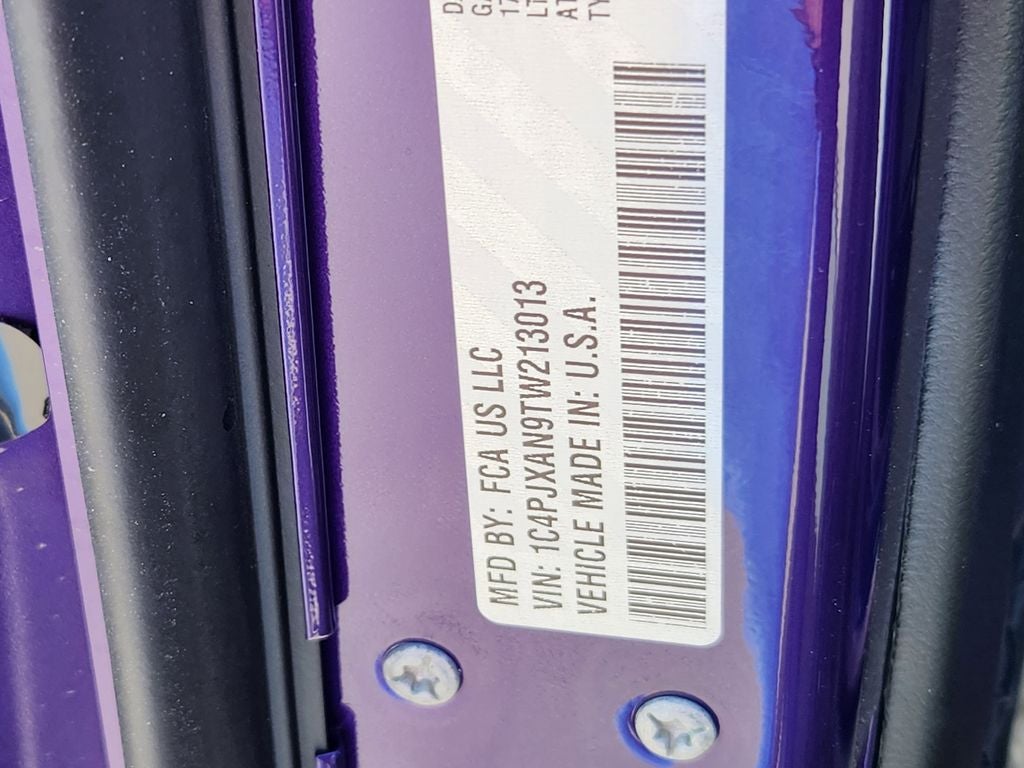 MFD BY: FCA US LLC
VIN: 1C4PJXAN9TW213013
VEHICLE MADE IN: U.S.A.